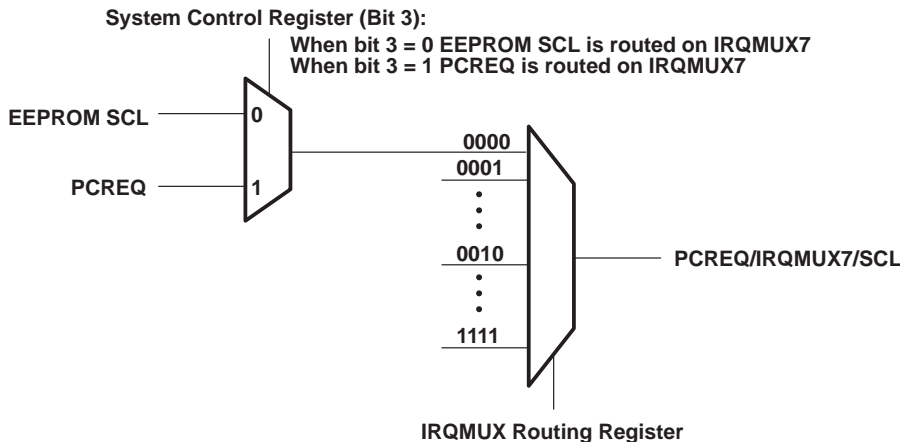 System Control Register (Bit 3):
When bit 3 = 0 EEPROM SCL is routed on IRQMUX7
When bit 3 = 1 PCREQ is routed on IRQMUX7
EEPROM SCL
0
PCREQ
1
0000
0001
0010
1111
PCREQ/IRQMUX7/SCL
IRQMUX Routing Register